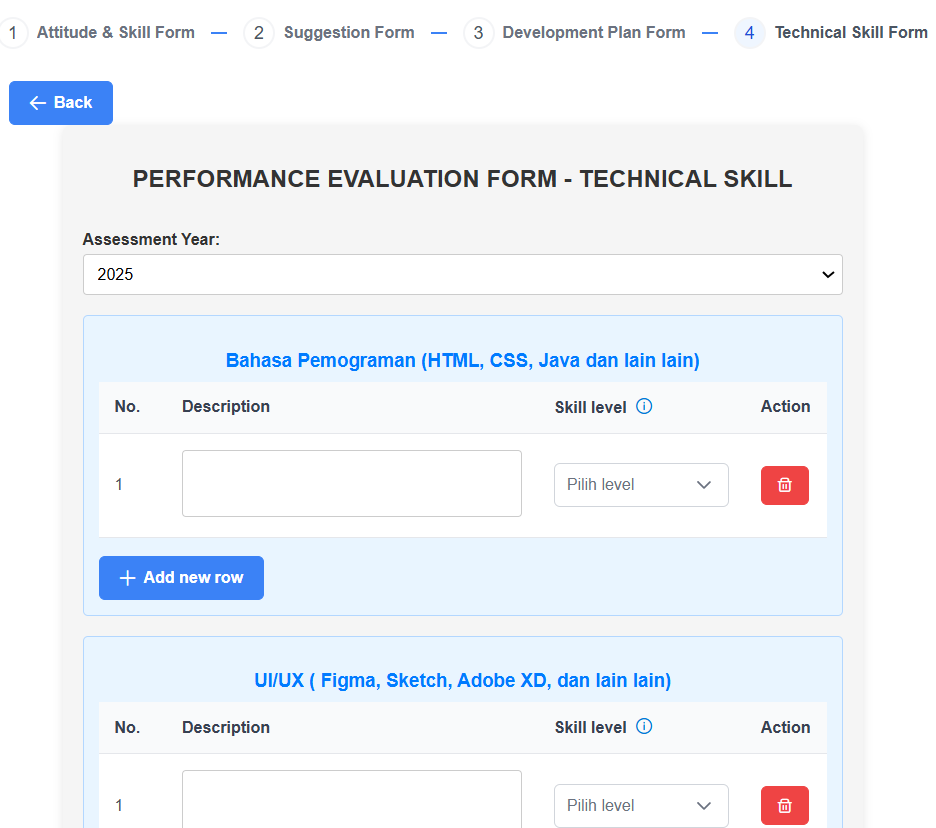 1 Attitude & Skill Form 2 Suggestion Form 3 Development Plan Form 4 Technical Skill Form
Back
PERFORMANCE EVALUATION FORM - TECHNICAL SKILL
Assessment Year:
2025
Bahasa Pemograman (HTML, CSS, Java dan lain lain)
No. Description Skill level Action
1 Pilih level
Add new row
UI/UX ( Figma, Sketch, Adobe XD, dan lain lain)
No. Description Skill level Action
1 Pilih level